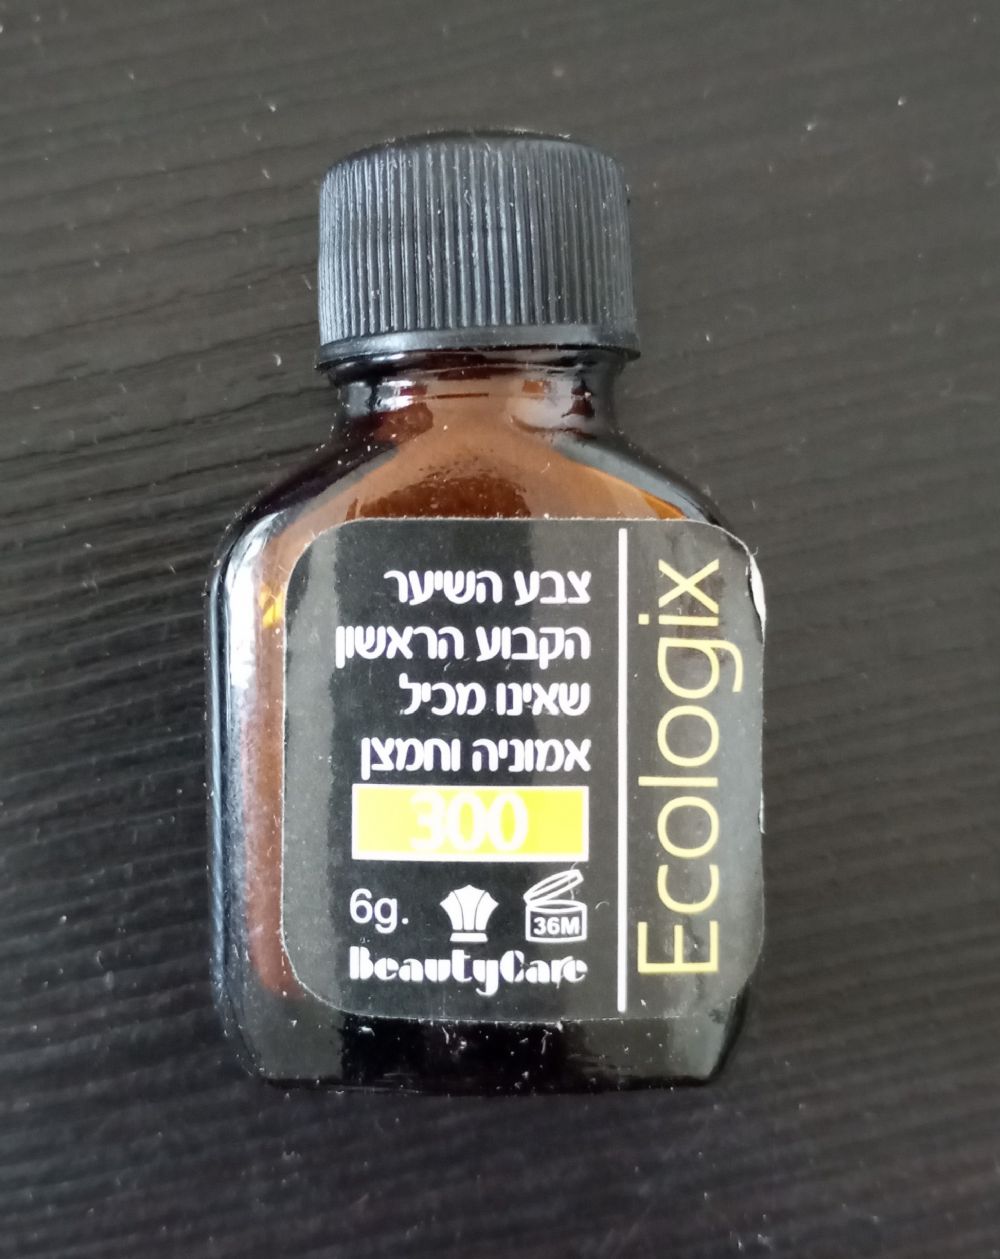 צבע השיער
הקבוע הראשון
שאינו מכיל
אמוניה וחמצן
300
6g.
36M
BeautyCare
Ecologix